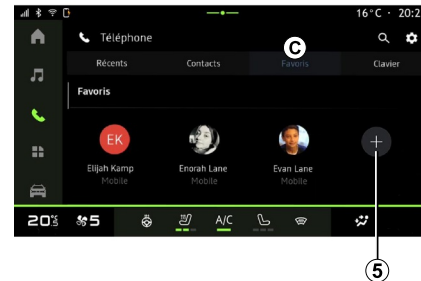 16°C · 20:2
Téléphone
C
Récents Contacts Favoris Clavier
Favoris
EK
Elijah Kamp Enorah Lane Evan Lane
Mobile Mobile Mobile
20.5 5 A/C
5